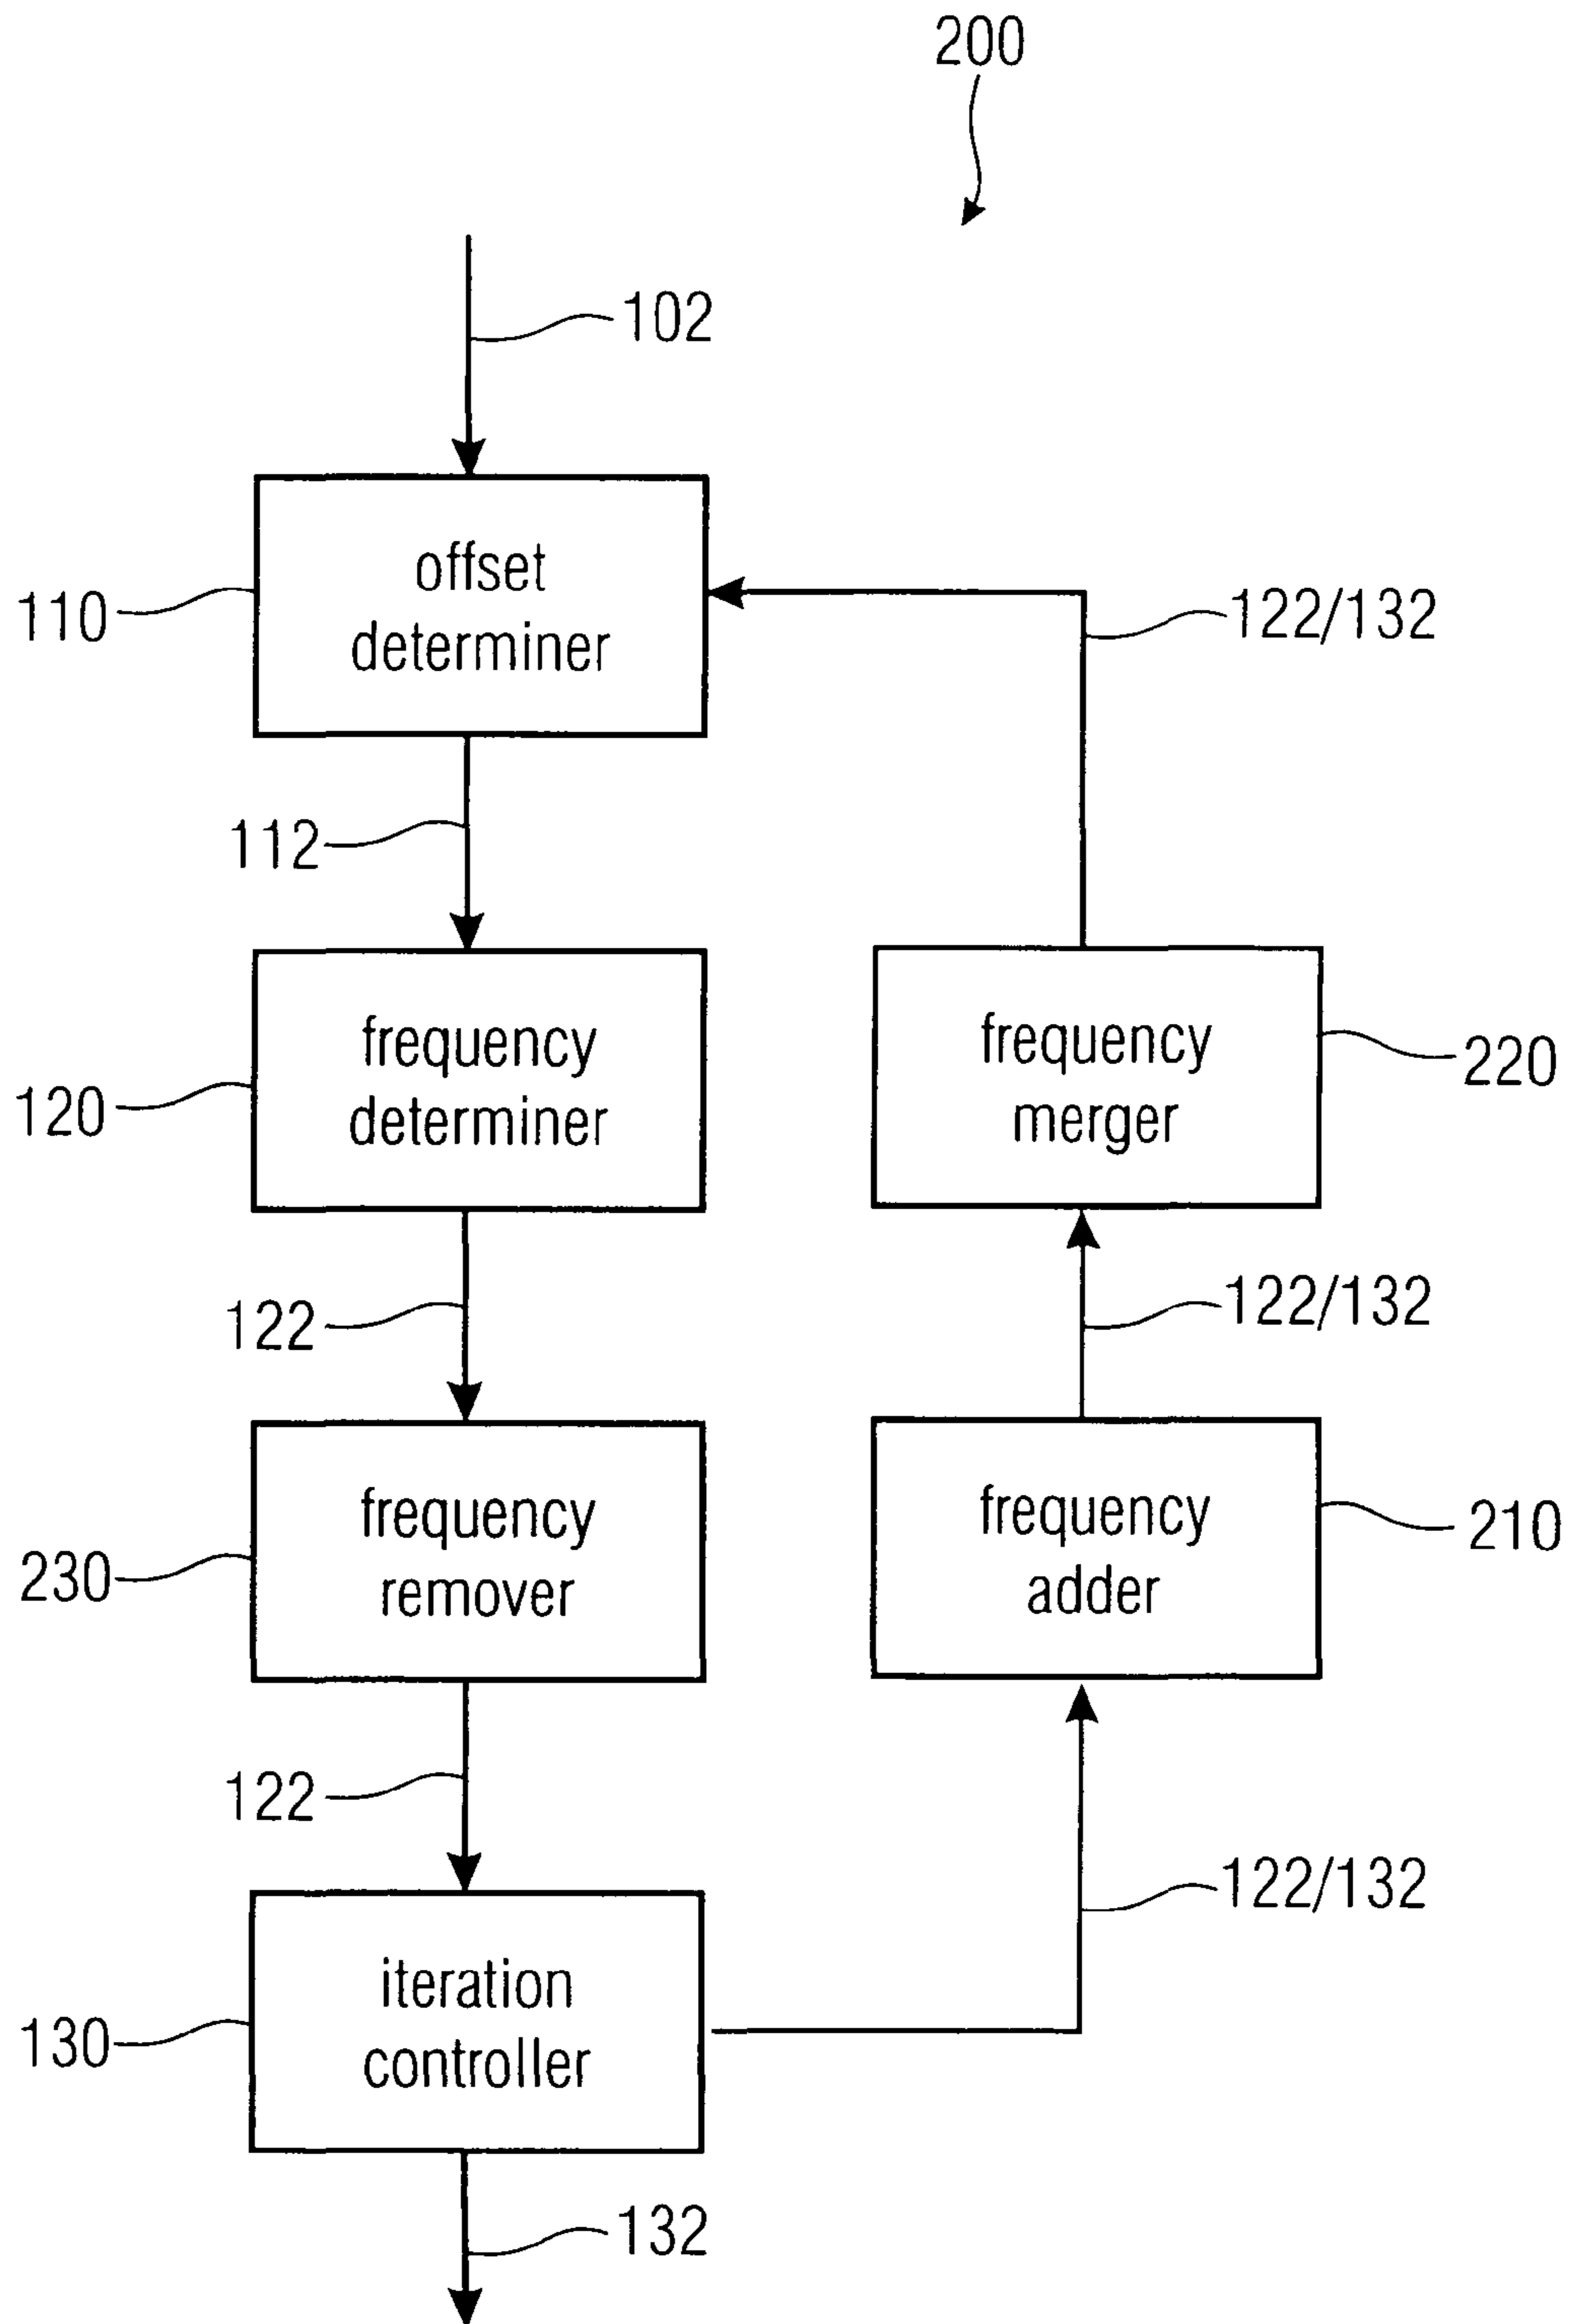 200
102
offset
determiner
110
122/132
112
frequency
determiner
120
frequency
merger
220
122
122/132
frequency
remover
230
frequency
adder
210
122
122/132
iteration
controller
130
132